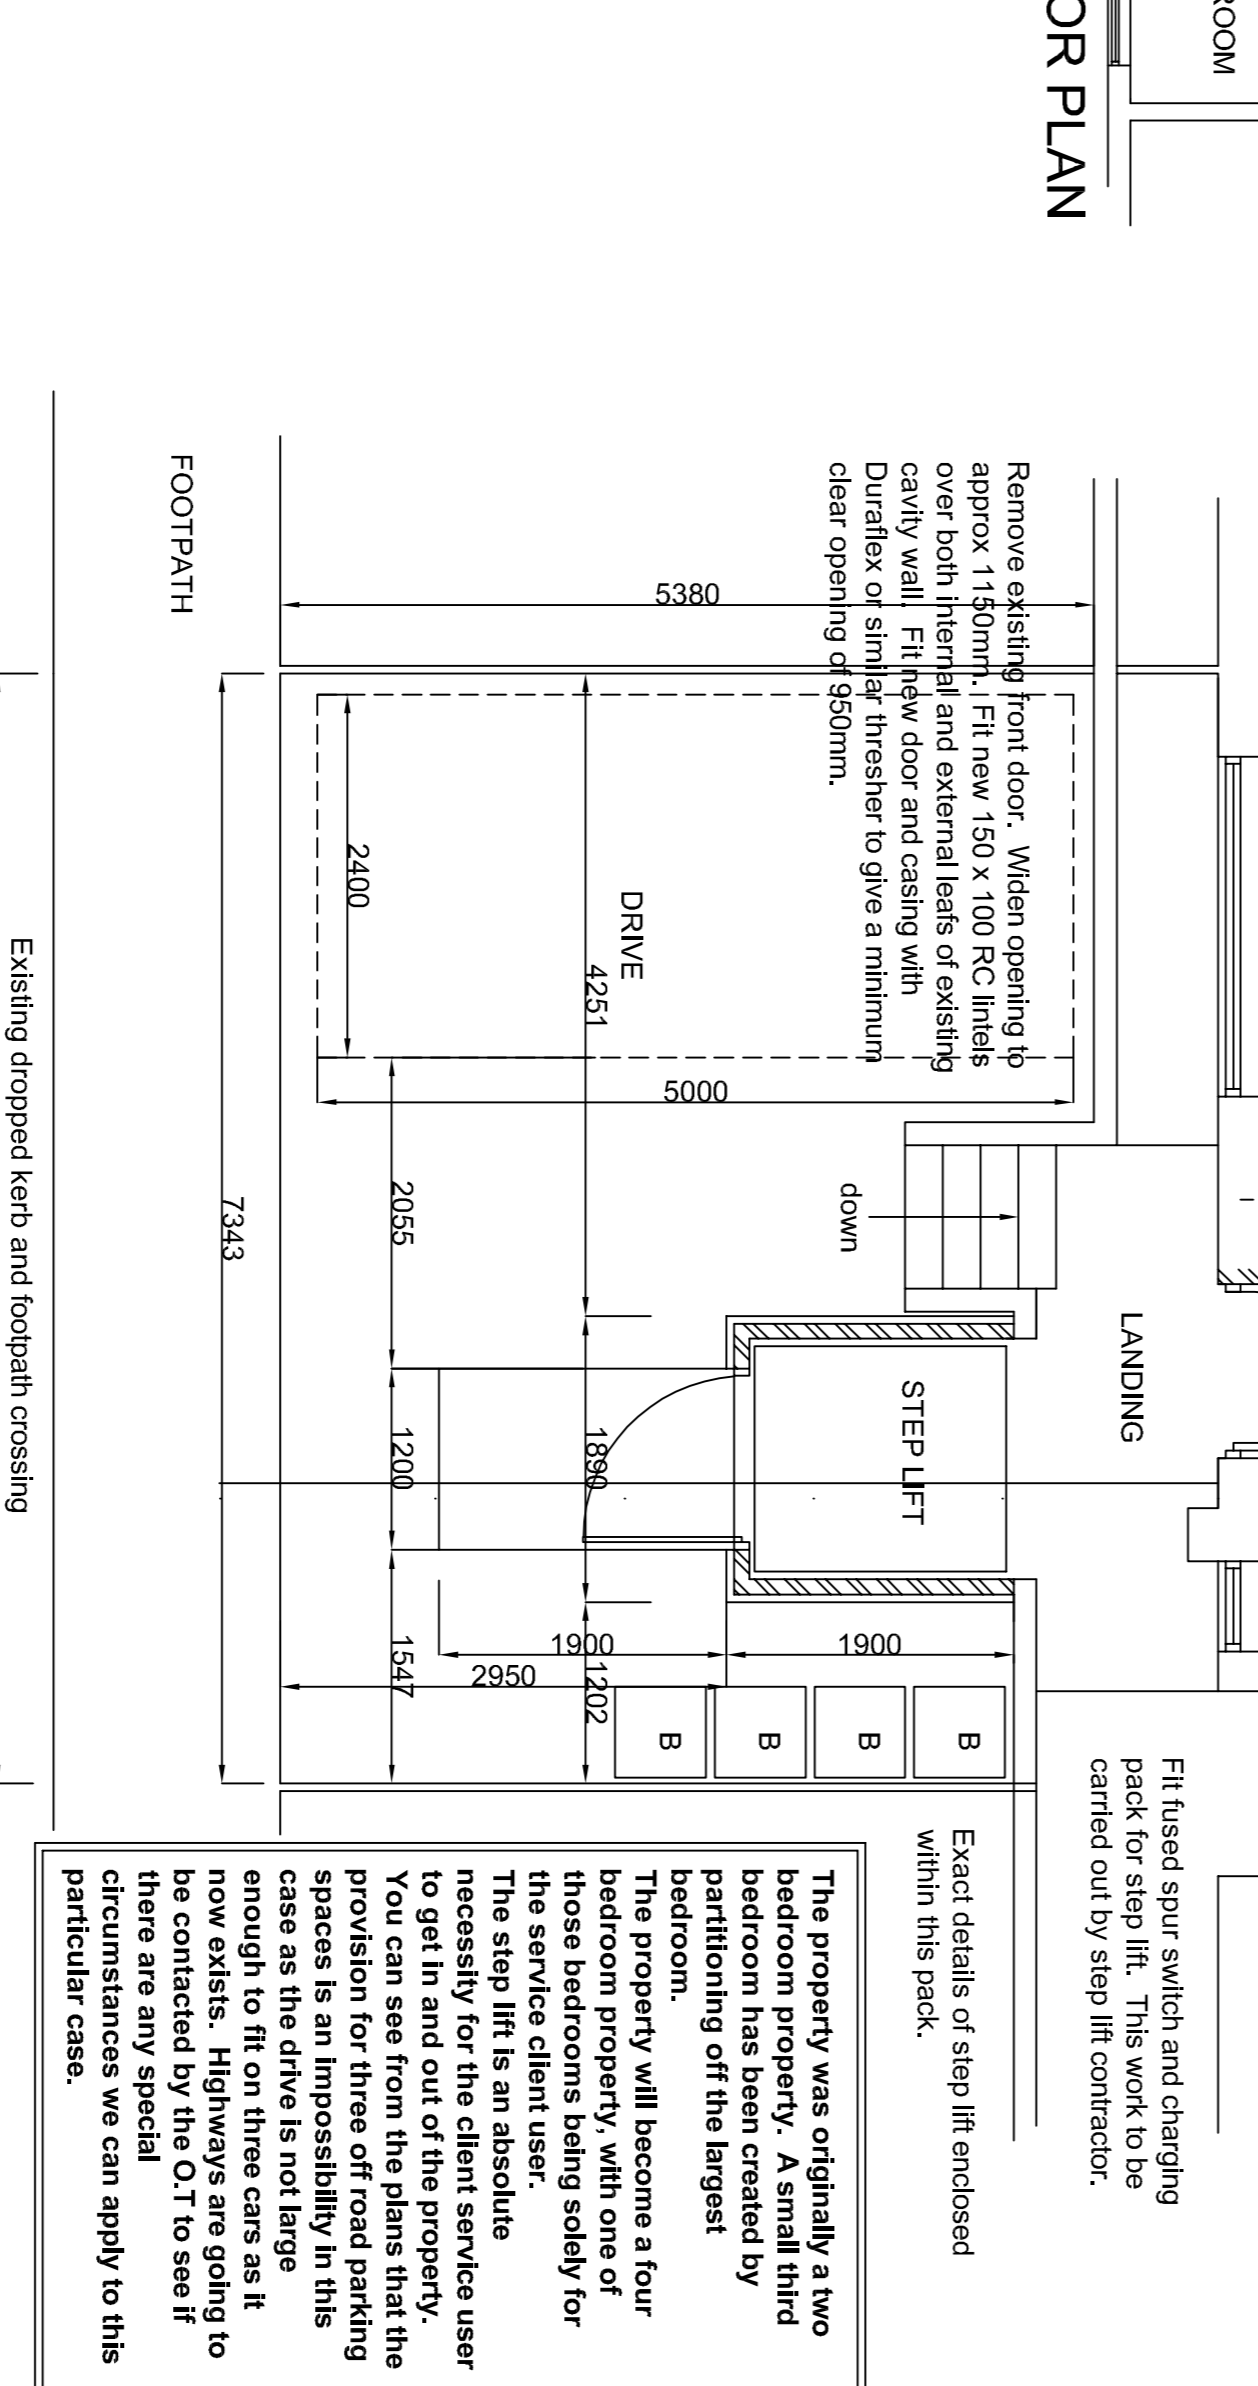 ROOM
OR PLAN
Remove existing front door. Widen opening to
approx 1150mm. Fit new 150 x 100 RC lintels
over both internal and external leafs of existing
cavity wall. Fit new door and casing with
Duraflex or similar thresher to give a minimum
clear opening of 950mm.
5380
FOOTPATH
2400
DRIVE
4251
5000
2055
7343
down
LANDING
STEP LIFT
1200
1890
1900
1900
2950
1547
1202
B
B
B
B
Existing dropped kerb and footpath crossing
Fit fused spur switch and charging
pack for step lift. This work to be
carried out by step lift contractor.
Exact details of step lift enclosed
within this pack.
The property was originally a two
bedroom property. A small third
bedroom has been created by
partitioning off the largest
bedroom.
The property will become a four
bedroom property, with one of
those bedrooms being solely for
the service client user.
The step lift is an absolute
necessity for the client service user
to get in and out of the property.
You can see from the plans that the
provision for three off road parking
spaces is an impossibility in this
case as the drive is not large
enough to fit on three cars as it
now exists. Highways are going to
be contacted by the O.T to see if
there are any special
circumstances we can apply to this
particular case.